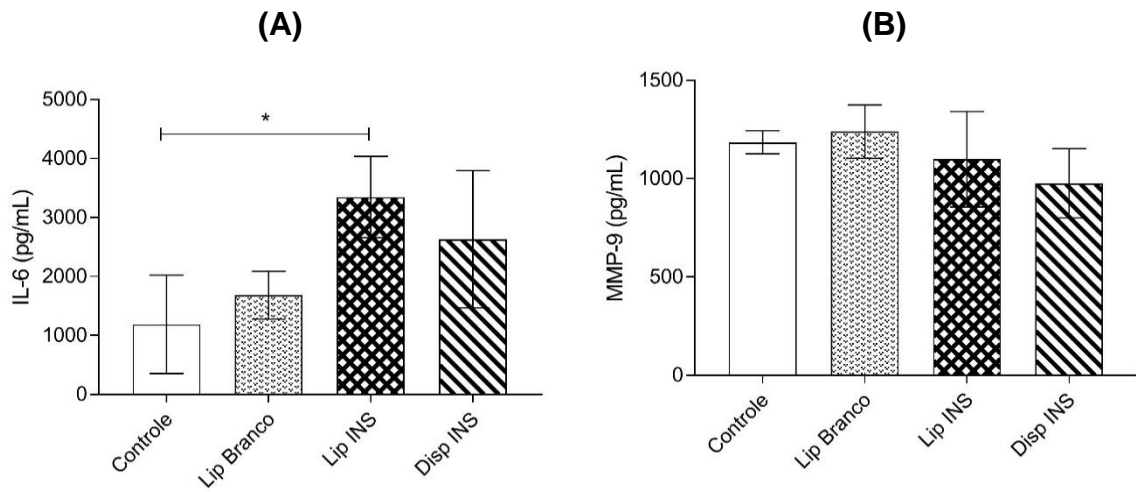 (A)
(B)
IL-6 (pg/mL)
5000
4000
3000
2000
1000
0
*
Controle
Lip Branco
Lip INS
Disp INS
MMP-9 (pg/mL)
1500
1000
500
0
Controle
Lip Branco
Lip INS
Disp INS